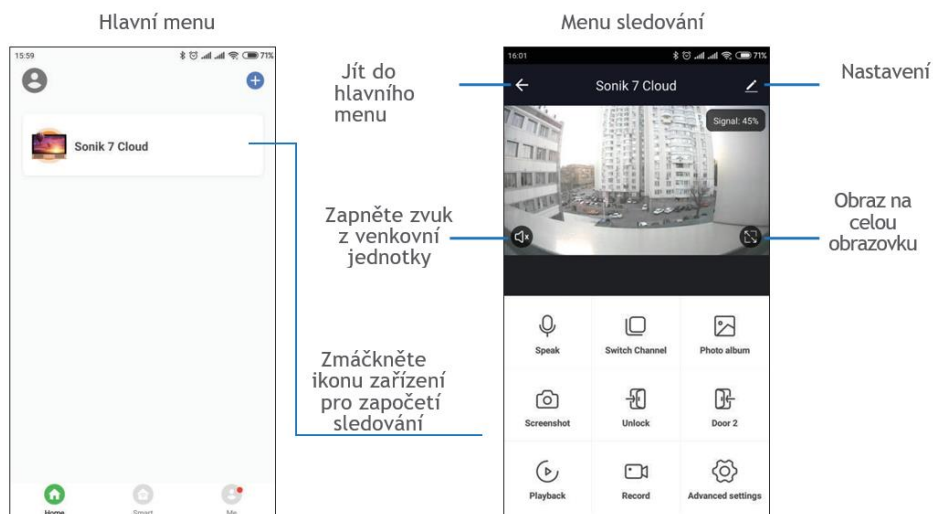 Hlavní menu
Menu sledování
15:59
71%
16:01
71%
Jít do
hlavního
menu
Sonik 7 Cloud
Nastavení
Signal: 45%
Sonik 7 Cloud
Zapněte zvuk
z venkovní
jednotky
Obraz na
celou
obrazovku
Zmáčkněte
ikonu zařízení
pro započetí
sledování
Speak
Switch Channel
Photo album
Screenshot
Unlock
Door 2
Playback
Record
Advanced settings
Home
Smart
Me